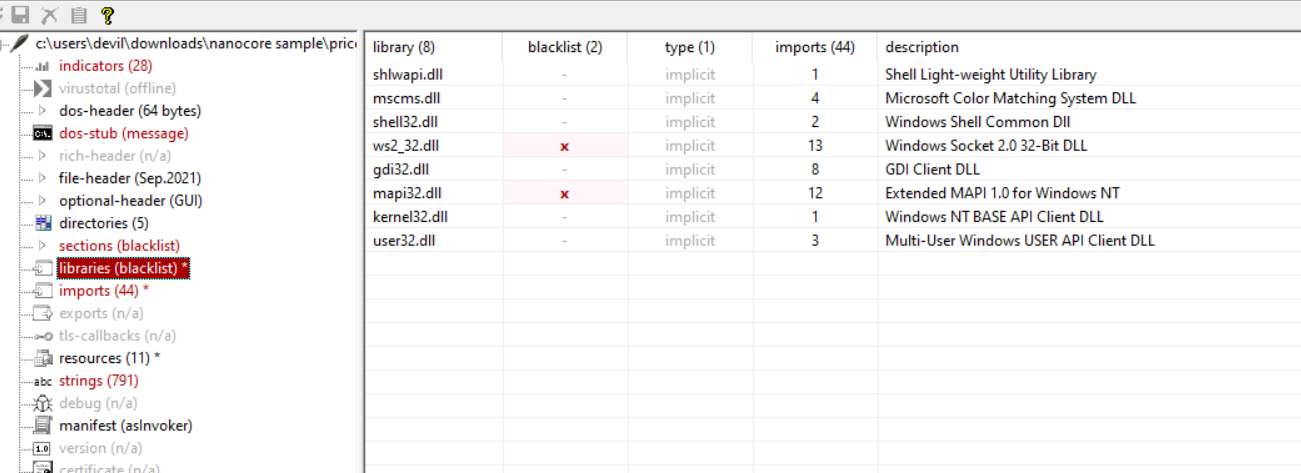 c:\users\devil\downloads\nanocore sample\price
indicators (28)
virustotal (offline)
dos-header (64 bytes)
dos-stub (message)
rich-header (n/a)
file-header (Sep.2021)
optional-header (GUI)
directories (5)
sections (blacklist)
libraries (blacklist) *
imports (44) *
exports (n/a)
tls-callbacks (n/a)
resources (11) *
abc strings (791)
debug (n/a)
manifest (asInvoker)
1.0 version (n/a)
certificate (n/a)
library (8) blacklist (2) type (1) imports (44) description
shlwapi.dll - implicit 1 Shell Light-weight Utility Library
mscms.dll - implicit 4 Microsoft Color Matching System DLL
shell32.dll - implicit 2 Windows Shell Common Dll
ws2_32.dll x implicit 13 Windows Socket 2.0 32-Bit DLL
gdi32.dll - implicit 8 GDI Client DLL
mapi32.dll x implicit 12 Extended MAPI 1.0 for Windows NT
kernel32.dll - implicit 1 Windows NT BASE API Client DLL
user32.dll - implicit 3 Multi-User Windows USER API Client DLL